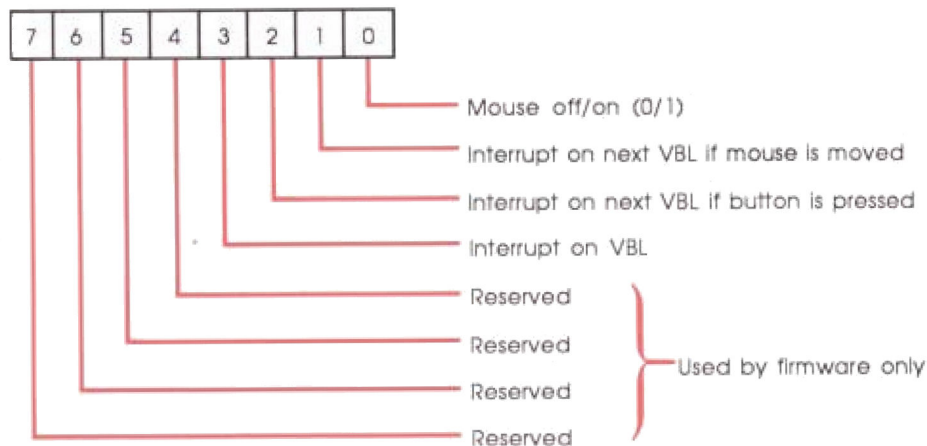 7 6 5 4 3 2 1 0
Mouse off/on (0/1)
Interrupt on next VBL if mouse is moved
Interrupt on next VBL if button is pressed
Interrupt on VBL
Reserved
Reserved
Used by firmware only
Reserved
Reserved